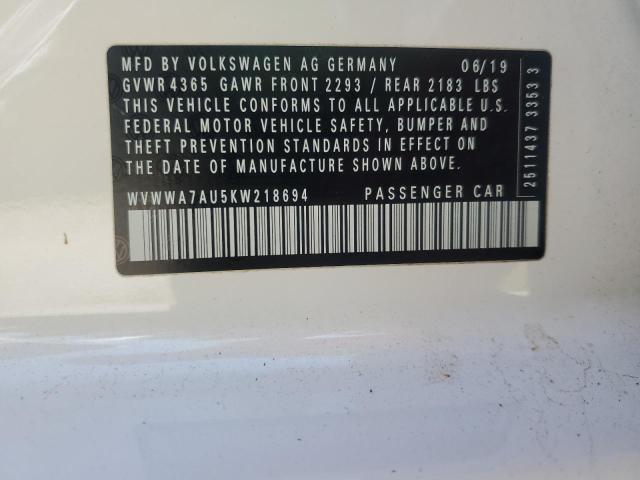 MFD BY VOLKSWAGEN AG GERMANY 06/19
GVWR 4365 GAWR FRONT 2293 / REAR 2183 LBS
THIS VEHICLE CONFORMS TO ALL APPLICABLE U.S.
FEDERAL MOTOR VEHICLE SAFETY, BUMPER AND
THEFT PREVENTION STANDARDS IN EFFECT ON
THE DATE OF MANUFACTURE SHOWN ABOVE.
WVWWA7AU5KW218694 PASSENGER CAR
2511437 3353 3